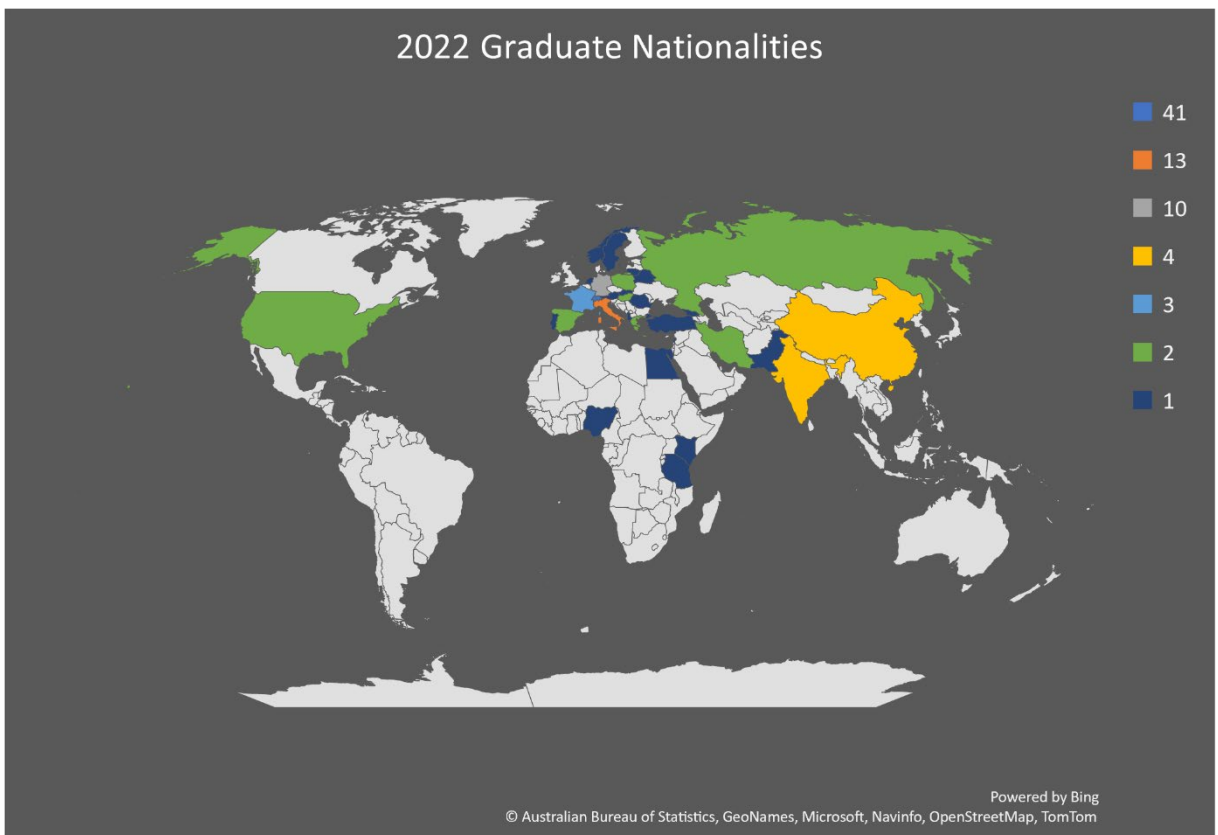 2022 Graduate Nationalities
41
13
10
4
3
2
1
Powered by Bing
© Australian Bureau of Statistics, GeoNames, Microsoft, Navinfo, OpenStreetMap, TomTom